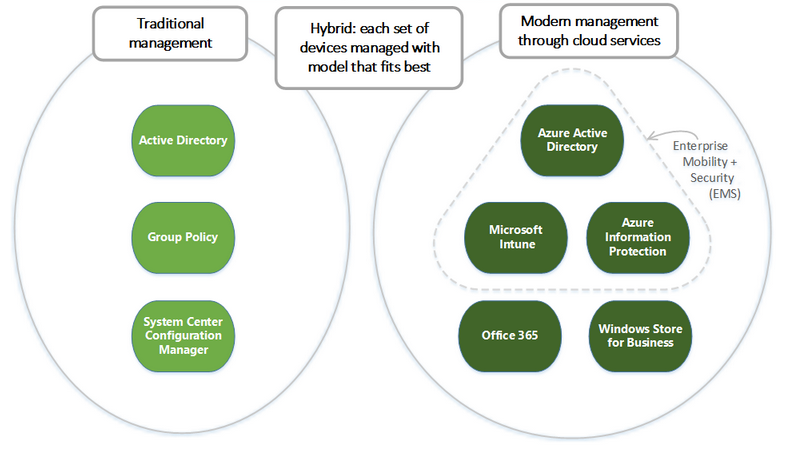 Traditional
management
Hybrid: each set of
devices managed with
model that fits best
Modern management
through cloud services
Active Directory
Group Policy
System Center
Configuration
Manager
Azure Active
Directory
Enterprise
Mobility +
Security
(EMS)
Microsoft
Intune
Azure
Information
Protection
Office 365
Windows Store
for Business